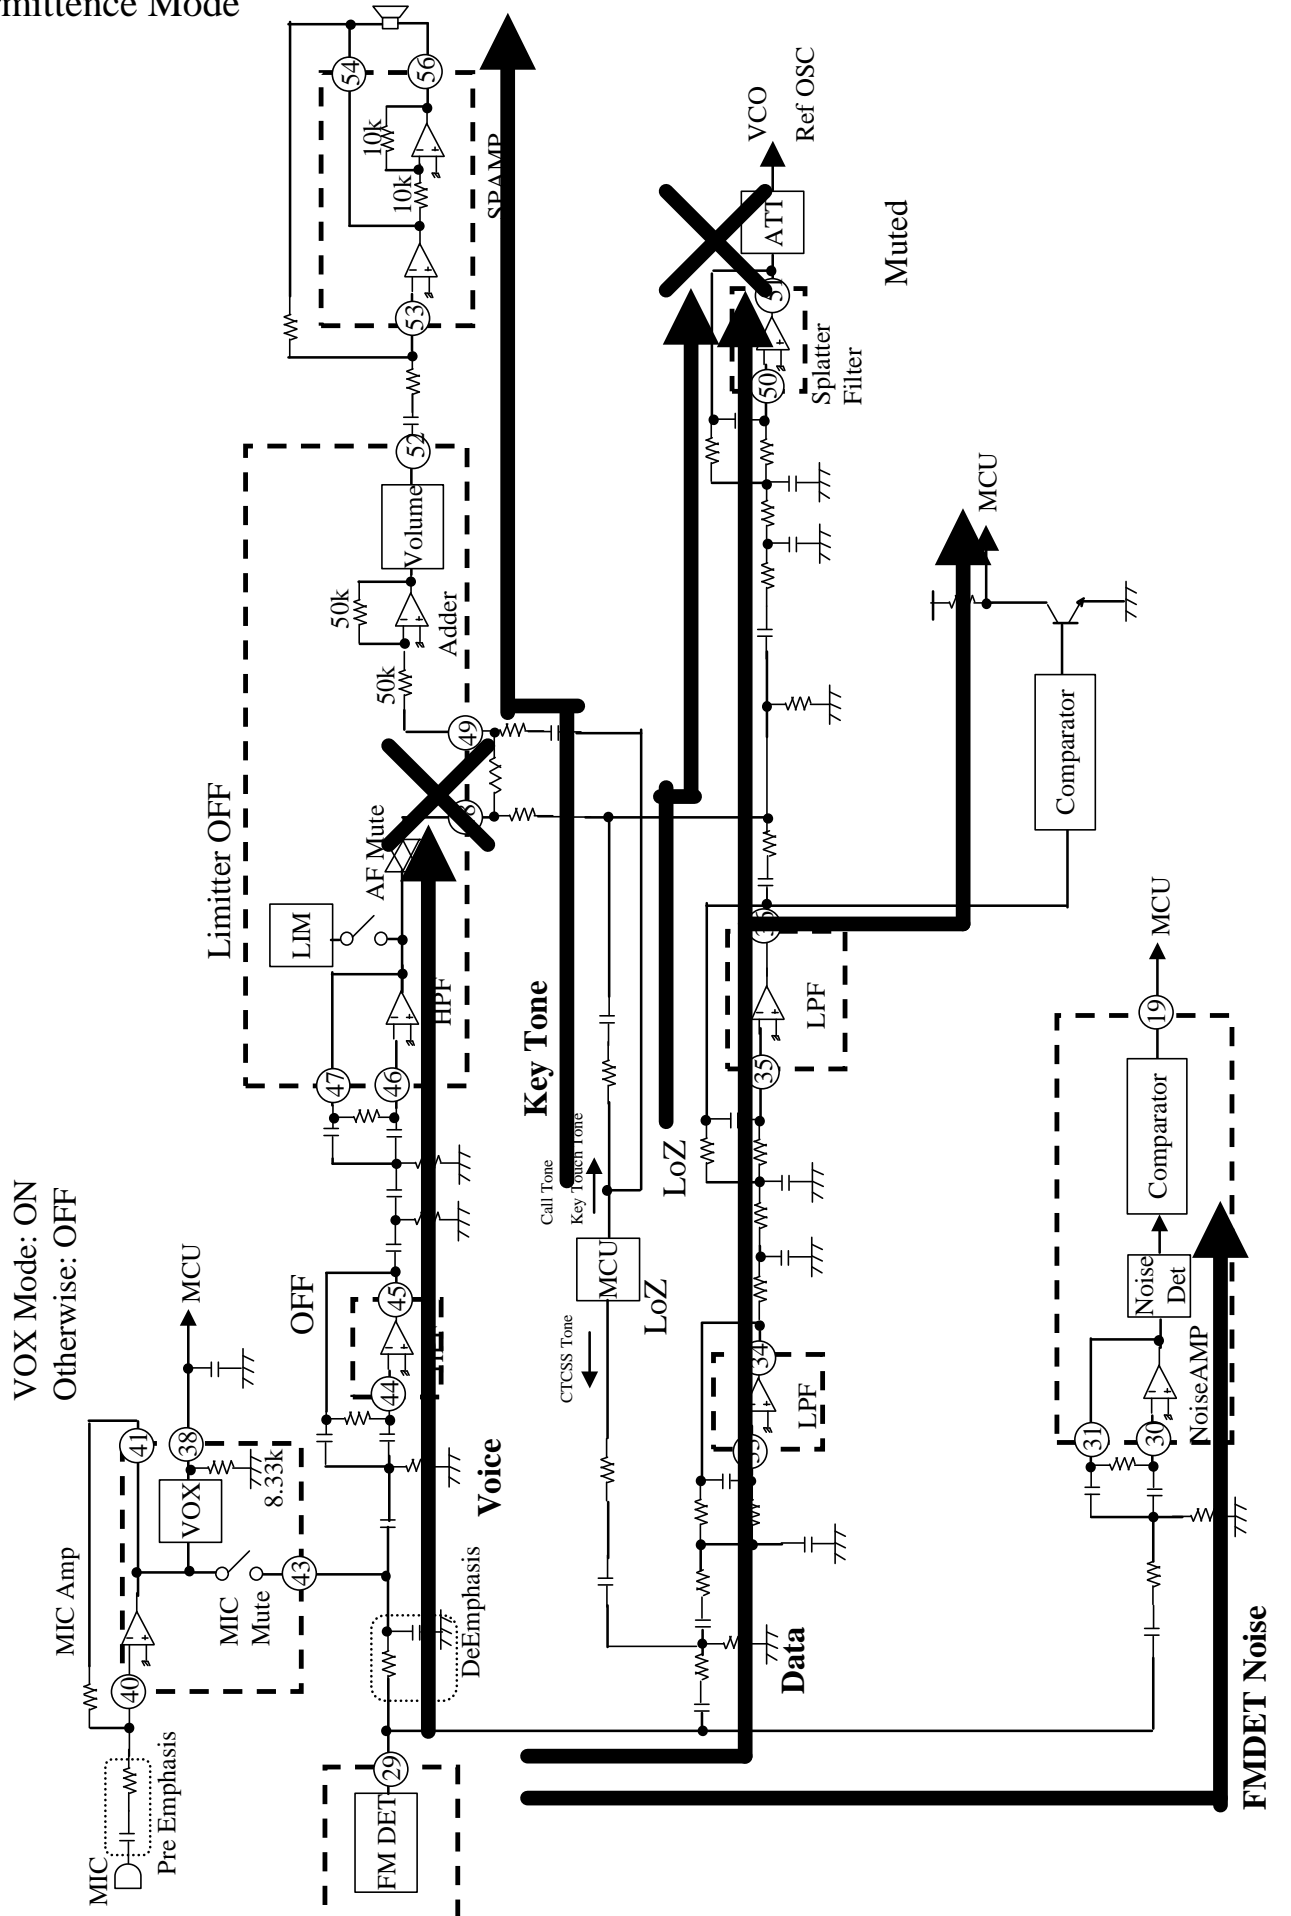 rmittence Mode
VOX Mode: ON
Otherwise: OFF
MIC
Pre Emphasis
40
MIC Amp
41
VOX
38
8.33k
MCU
MIC
Mute
43
FM DET
29
DeEmphasis
Voice
44
45
OFF
46
47
HPF
LIM
Limitter OFF
AF Mute
49
50k
50k
Adder
Volume
52
53
54
56
10k
10k
SPAMP
Key Tone
Call Tone
Key Touch Tone
MCU
LoZ
LoZ
CTCSS Tone
Data
LPF
34
35
LPF
50
51
Splatter
Filter
ATT
VCO
Ref OSC
Muted
Comparator
MCU
FMDET Noise
30
31
NoiseAMP
Noise
Det
Comparator
19
MCU